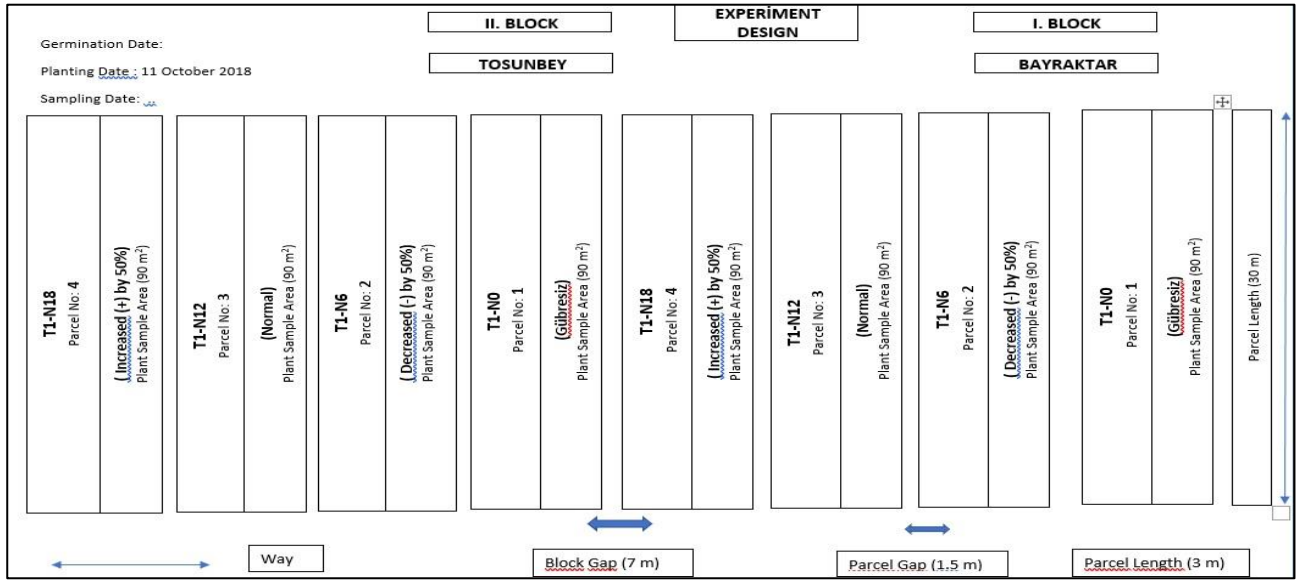 II. BLOCK
EXPERİMENT
DESIGN
I. BLOCK
Germination Date:
TOSUNBEY
BAYRAKTAR
Planting Date : 11 October 2018
Sampling Date: ..
T1-N18
Parcel No: 4
( Increased (+) by 50%)
Plant Sample Area (90 m²)
T1-N12
Parcel No: 3
(Normal)
Plant Sample Area (90 m²)
T1-N6
Parcel No: 2
( Decreased (-) by 50%)
Plant Sample Area (90 m²)
T1-N0
Parcel No: 1
(Gübresiz)
Plant Sample Area (90 m²)
T1-N18
Parcel No: 4
( Increased (+) by 50%)
Plant Sample Area (90 m²)
T1-N12
Parcel No: 3
(Normal)
Plant Sample Area (90 m²)
T1-N6
Parcel No: 2
( Decreased (-) by 50%)
Plant Sample Area (90 m²)
T1-N0
Parcel No: 1
(Gübresiz)
Plant Sample Area (90 m²)
Parcel Length (30 m)
Way
Block Gap (7 m)
Parcel Gap (1.5 m)
Parcel Length (3 m)